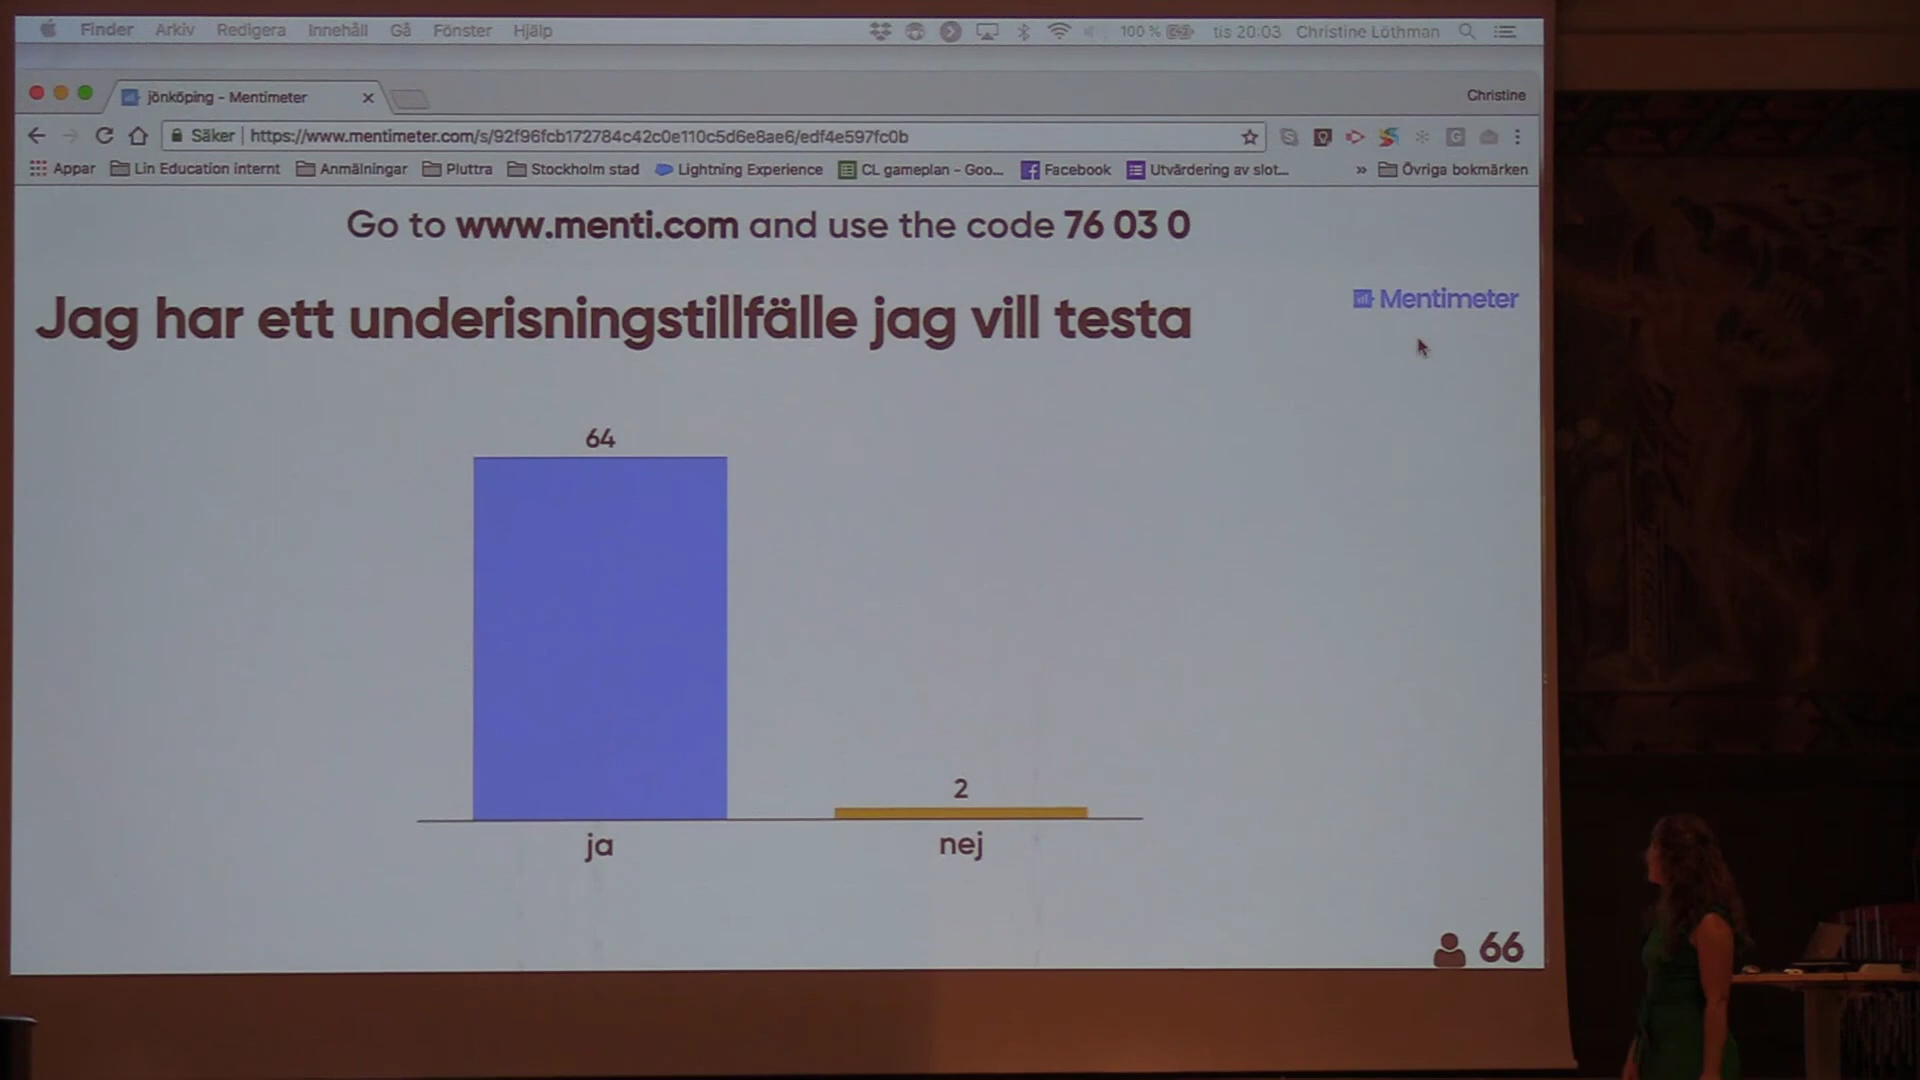 Finder Arkiv Redigera Innehåll Gå Fönster Hjälp 100 % tis 20:03 Christine Löthman
jönköping - Mentimeter Christine
Säker https://www.mentimeter.com/s/92f96fcb172784c42c0e110c5d6e8ae6/edf4e597fc0b
Appar Lin Education internt Anmälningar Pluttra Stockholm stad Lightning Experience CL gameplan - Goo... Facebook Utvärdering av slot... » Övriga bokmärken
Go to www.menti.com and use the code 76 03 0
Jag har ett underisningstillfälle jag vill testa
Mentimeter
64
2
ja nej
66